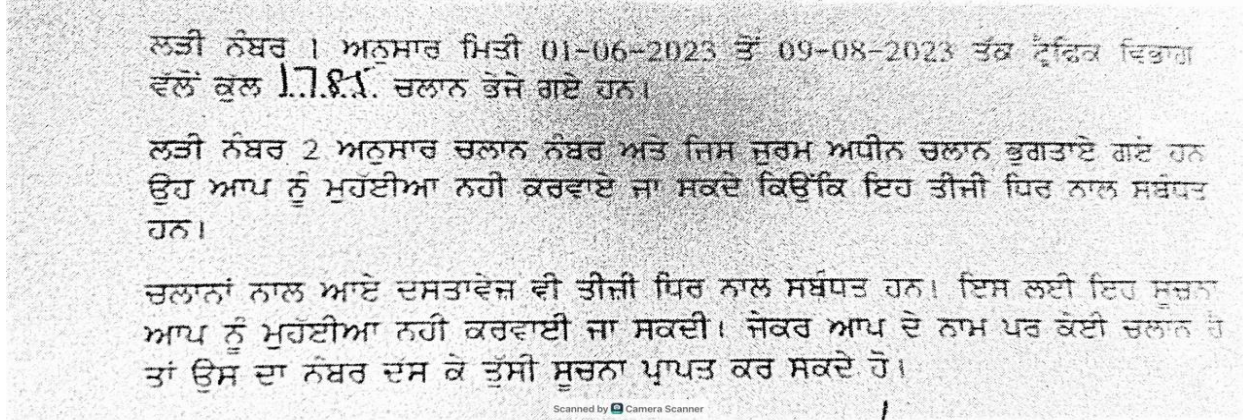 ਲੜੀ ਨੰਬਰ 1 ਅਨੁਸਾਰ ਮਿਤੀ 01-06-2023 ਤੋਂ 09-08-2023 ਤੱਕ ਟ੍ਰੈਫਿਕ ਵਿਭਾਗ
ਵੱਲੋਂ ਕੁੱਲ 1785 ਚਲਾਨ ਭੇਜੇ ਗਏ ਹਨ।
ਲੜੀ ਨੰਬਰ 2 ਅਨੁਸਾਰ ਚਲਾਨ ਨੰਬਰ ਅਤੇ ਜਿਸ ਜੁਰਮ ਅਧੀਨ ਚਲਾਨ ਭੁਗਤਾਏ ਗਏ ਹਨ
ਉਹ ਆਪ ਨੂੰ ਮੁਹੱਈਆ ਨਹੀ ਕਰਵਾਏ ਜਾ ਸਕਦੇ ਕਿਉਂਕਿ ਇਹ ਤੀਜੀ ਧਿਰ ਨਾਲ ਸਬੰਧਤ
ਹਨ।
ਚਲਾਨਾਂ ਨਾਲ ਆਏ ਦਸਤਾਵੇਜ਼ ਵੀ ਤੀਜ਼ੀ ਧਿਰ ਨਾਲ ਸਬੰਧਤ ਹਨ। ਇਸ ਲਈ ਇਹ ਸੂਚਨਾ
ਆਪ ਨੂੰ ਮੁਹੱਈਆ ਨਹੀ ਕਰਵਾਈ ਜਾ ਸਕਦੀ। ਜੇਕਰ ਆਪ ਦੇ ਨਾਮ ਪਰ ਕੋਈ ਚਲਾਨ ਹੈ
ਤਾਂ ਉਸ ਦਾ ਨੰਬਰ ਦੱਸ ਕੇ ਤੁੱਸੀ ਸੂਚਨਾ ਪ੍ਰਾਪਤ ਕਰ ਸਕਦੇ ਹੋ।
Scanned by Camera Scanner